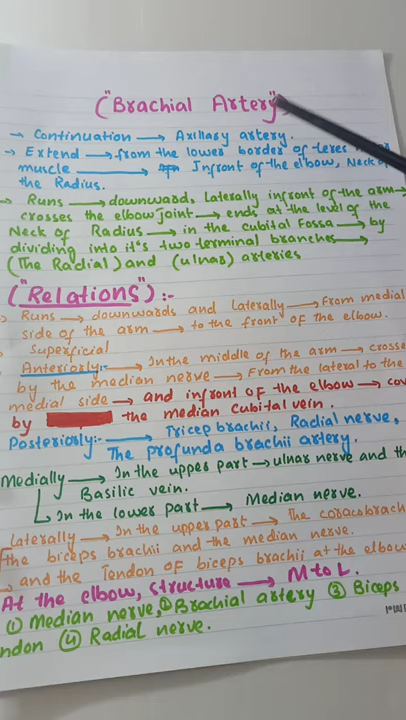 ("Brachial Artery")
→ Continuation → Axillary artery.
→ Extend → from the lower border of teres
muscle → Infront of the elbow, Neck of
the Radius.
→ Runs → downward, Laterally infront of the arm →
crosses the elbow joint → ends at the level of the
Neck of Radius → in the cubital Fossa → by
dividing into it's two terminal branches →
(The Radial) and (ulnar) arteries
("Relations") :-
Runs → downwards and Laterally → From medial
side of the arm → to the front of the elbow.
Superficial
Anteriorly:- → In the middle of the arm → crosse
by the median nerve → From the lateral to the
medial side → and infront of the elbow → cov
by the median cubital vein.
Posteriorly:- → Tricep brachii, Radial nerve,
The profunda brachii artery.
Medially → In the upper part → ulnar nerve and th
Basilic vein.
↳ In the lower part → Median nerve.
Laterally → In the upper part → The coracobrach
the biceps brachii and the median nerve.
→ and the Tendon of biceps brachii at the elbow
At the elbow, structure → M to L.
① Median nerve, ② Brachial artery ③ Biceps
ndon ④ Radial nerve.